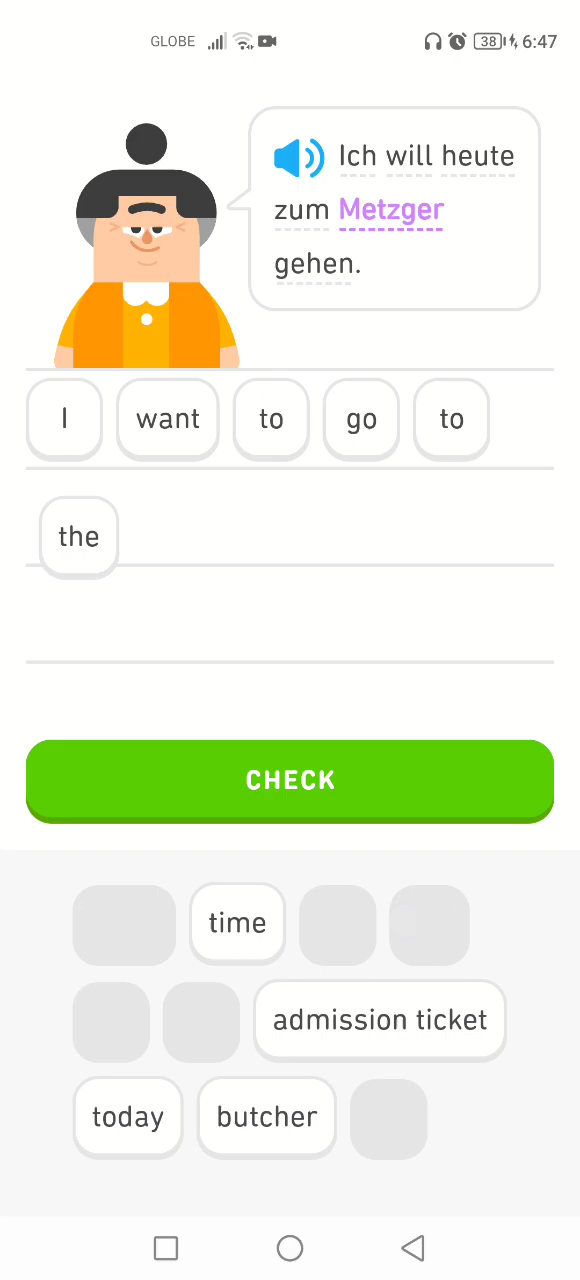 GLOBE 38 6:47
Ich will heute
zum Metzger
gehen.
I want to go to
the
CHECK
time
admission ticket
today butcher